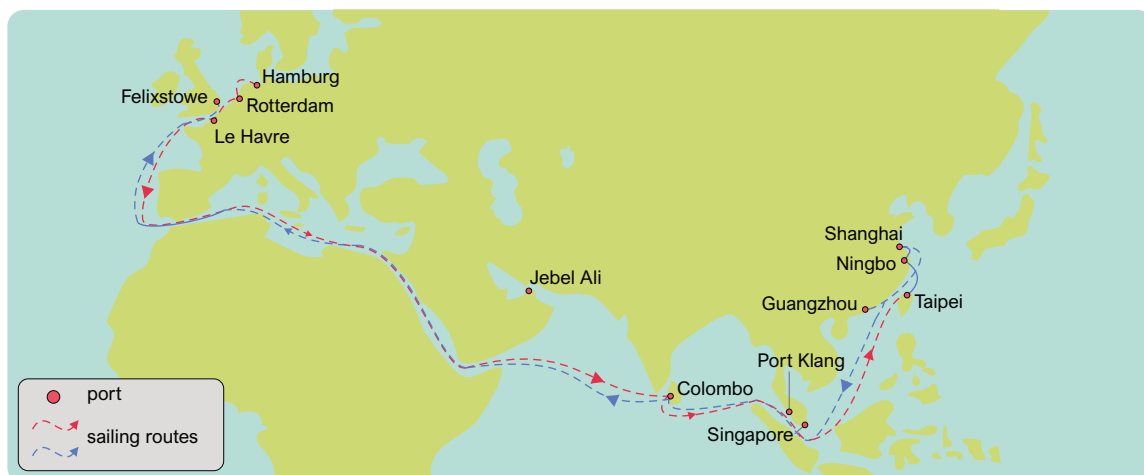 Hamburg
Felixstowe
Rotterdam
Le Havre
Shanghai
Ningbo
Jebel Ali
Guangzhou
Taipei
Port Klang
Colombo
Singapore
port
sailing routes